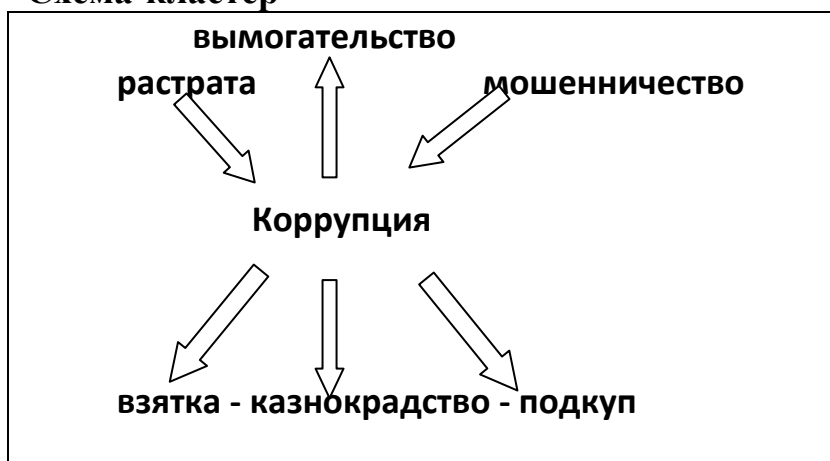 Схема-кластер
вымогательство
растрата мошенничество
Коррупция
взятка - казнокрадство - подкуп